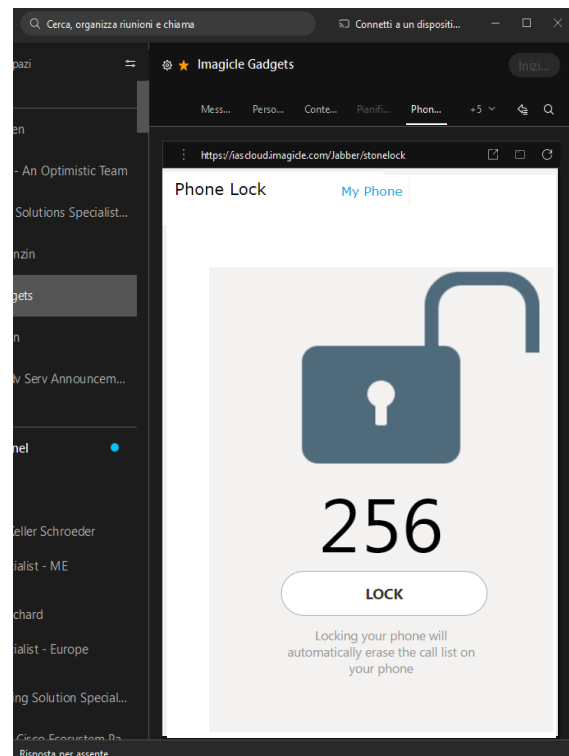 Cerca, organizza riunioni e chiama
Connetti a un dispositi...
pazi
Imagicle Gadgets
Inizi...
Mess...
Perso...
Conte...
Pianifi...
Phon...
+5
en
- An Optimistic Team
Solutions Specialist...
nzin
gets
n
dv Serv Announcem...
nel
Keller Schroeder
ialist - ME
chard
ialist - Europe
ing Solution Special...
Cisco Ecosystem Pa...
Risposta per assente
https://iascloud.imagicle.com/Jabber/stonelock
Phone Lock
My Phone
256
LOCK
Locking your phone will
automatically erase the call list on
your phone